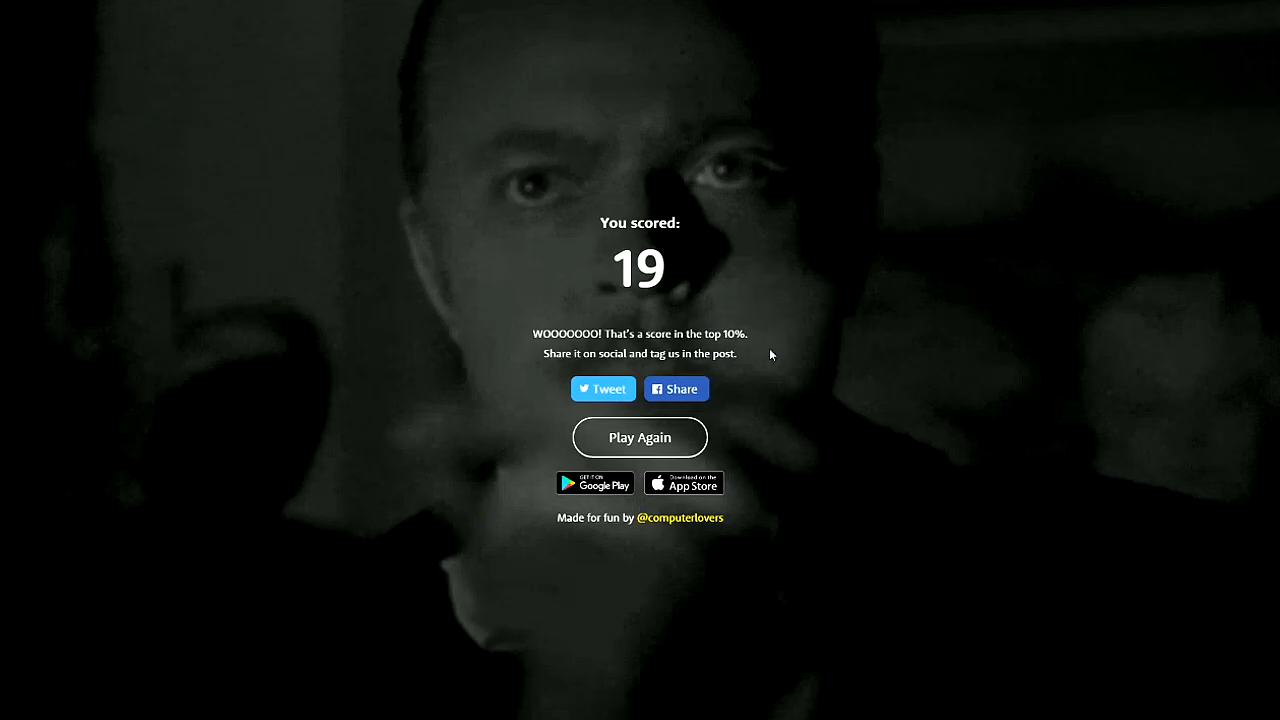 You scored:
19
WOOOOOOO! That's a score in the top 10%.
Share it on social and tag us in the post.
Tweet
Share
Play Again
GET IT ON
Google Play
Download on the
App Store
Made for fun by @computerlovers